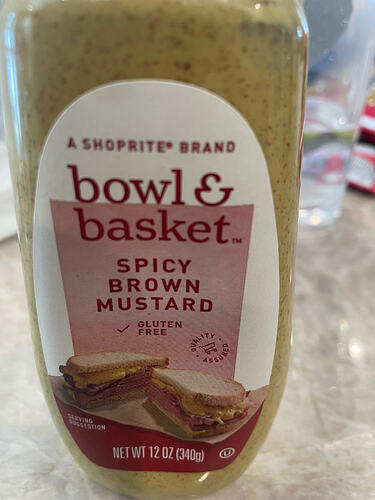 A SHOPRITE® BRAND
bowl &
basket™
SPICY
BROWN
MUSTARD
✓ GLUTEN
FREE
QUALITY
ASSURED
SERVING
SUGGESTION
NET WT 12 OZ (340g)
U